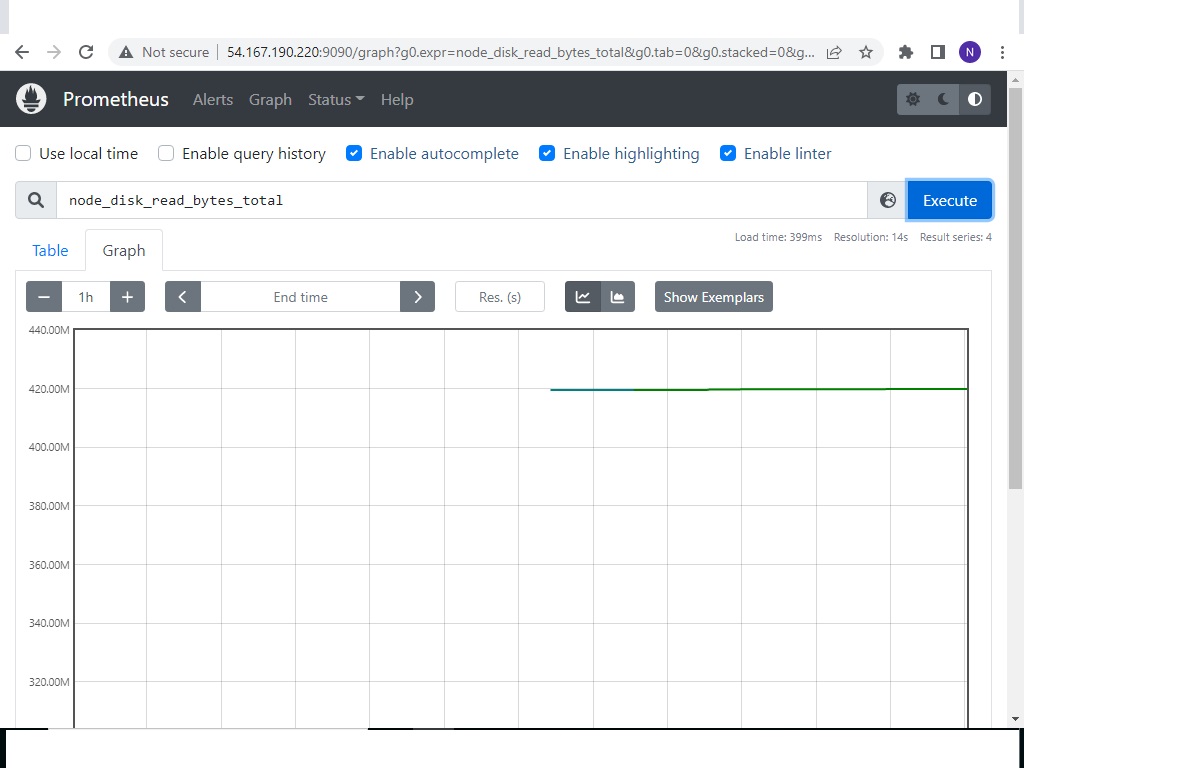 Not secure 54.167.190.220:9090/graph?g0.expr=node_disk_read_bytes_total&g0.tab=0&g0.stacked=0&g... N
Prometheus Alerts Graph Status Help
Use local time Enable query history Enable autocomplete Enable highlighting Enable linter
node_disk_read_bytes_total Execute
Load time: 399ms Resolution: 14s Result series: 4
Table Graph
1h End time Res. (s) Show Exemplars
440.00M
420.00M
400.00M
380.00M
360.00M
340.00M
320.00M